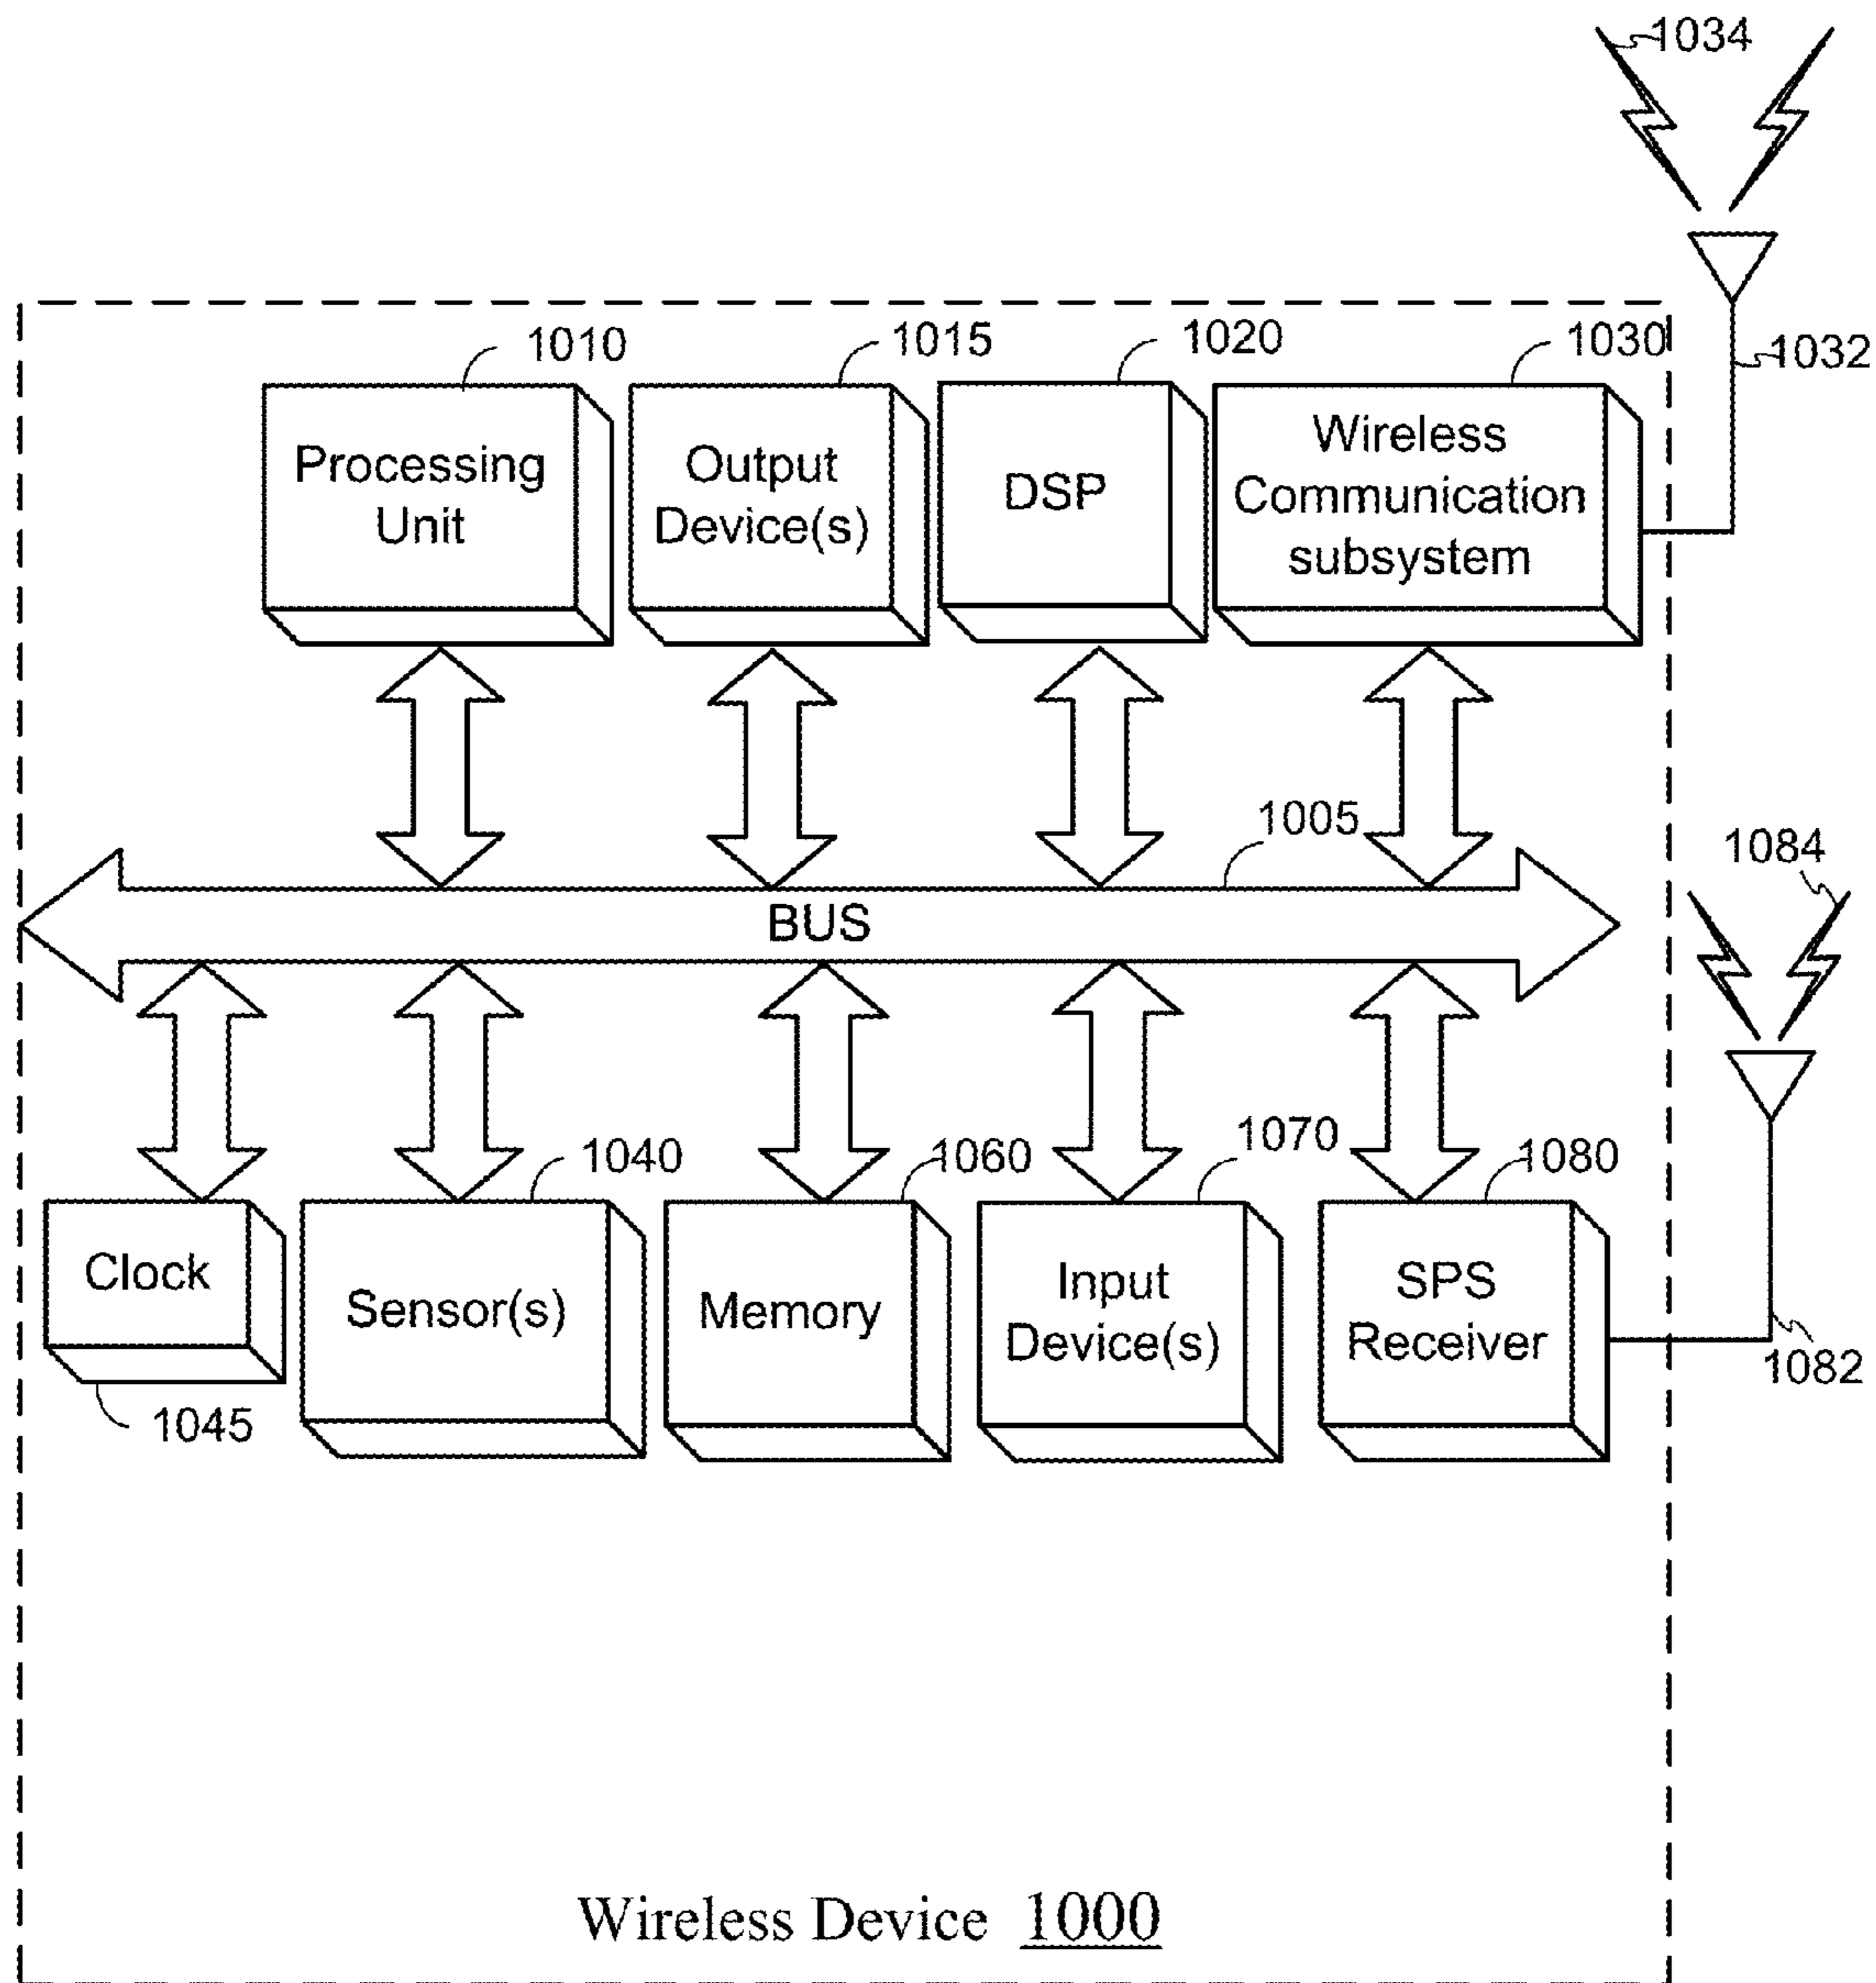 1034
1032
1010
1015
1020
1030
Processing
Unit
Output
Device(s)
DSP
Wireless
Communication
subsystem
1005
BUS
1084
1040
1060
1070
1080
Clock
Sensor(s)
Memory
Input
Device(s)
SPS
Receiver
1082
1045
Wireless Device 1000